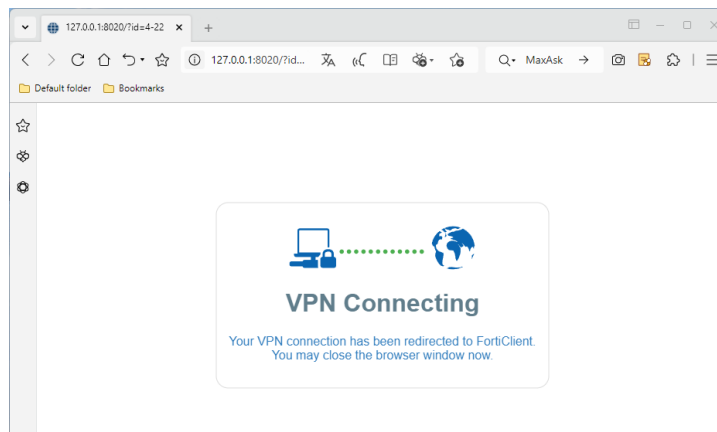 127.0.0.1:8020/?id=4-22
127.0.0.1:8020/?id...
MaxAsk
Default folder
Bookmarks
VPN Connecting
Your VPN connection has been redirected to FortiClient.
You may close the browser window now.